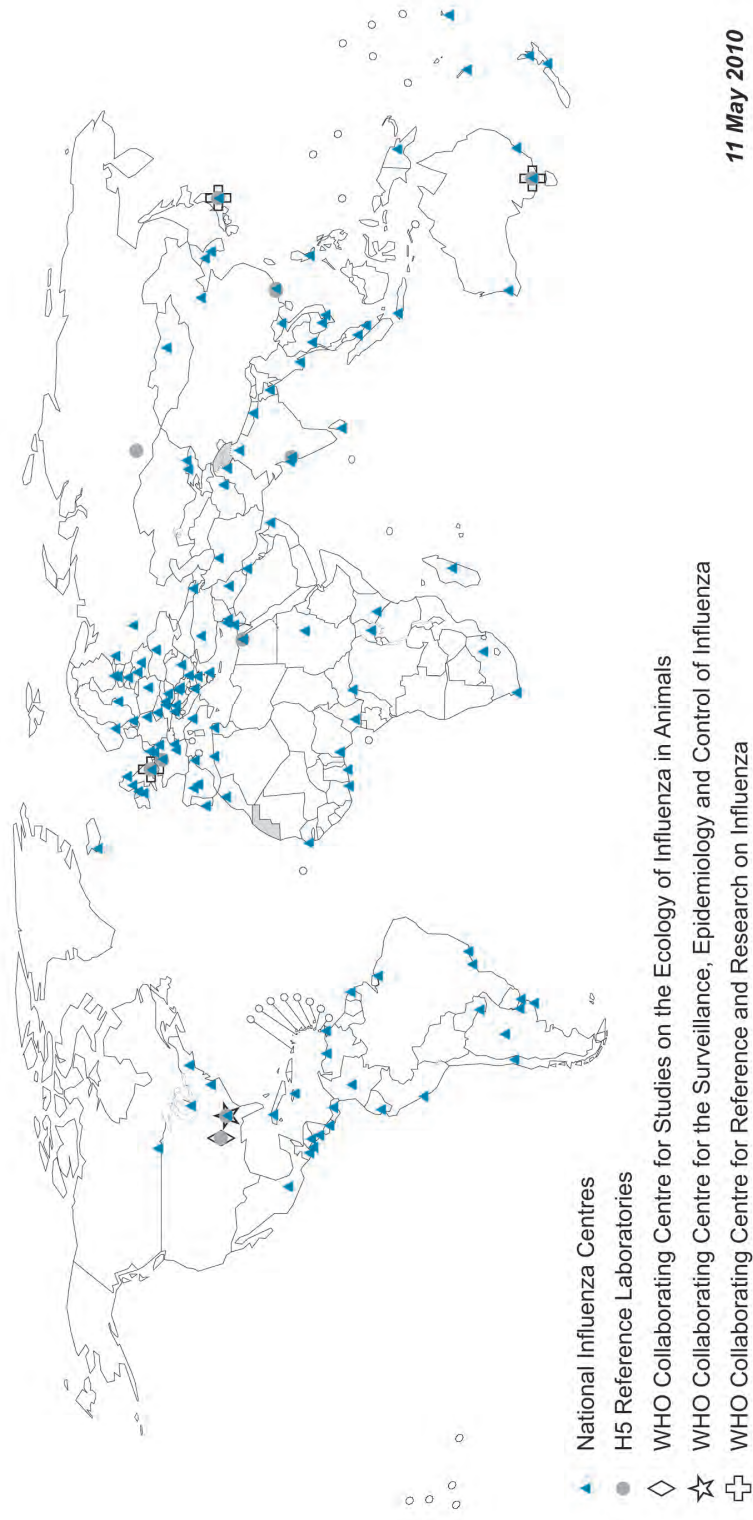 National Influenza Centres
H5 Reference Laboratories
WHO Collaborating Centre for Studies on the Ecology of Influenza in Animals
WHO Collaborating Centre for the Surveillance, Epidemiology and Control of Influenza
WHO Collaborating Centre for Reference and Research on Influenza
11 May 2010